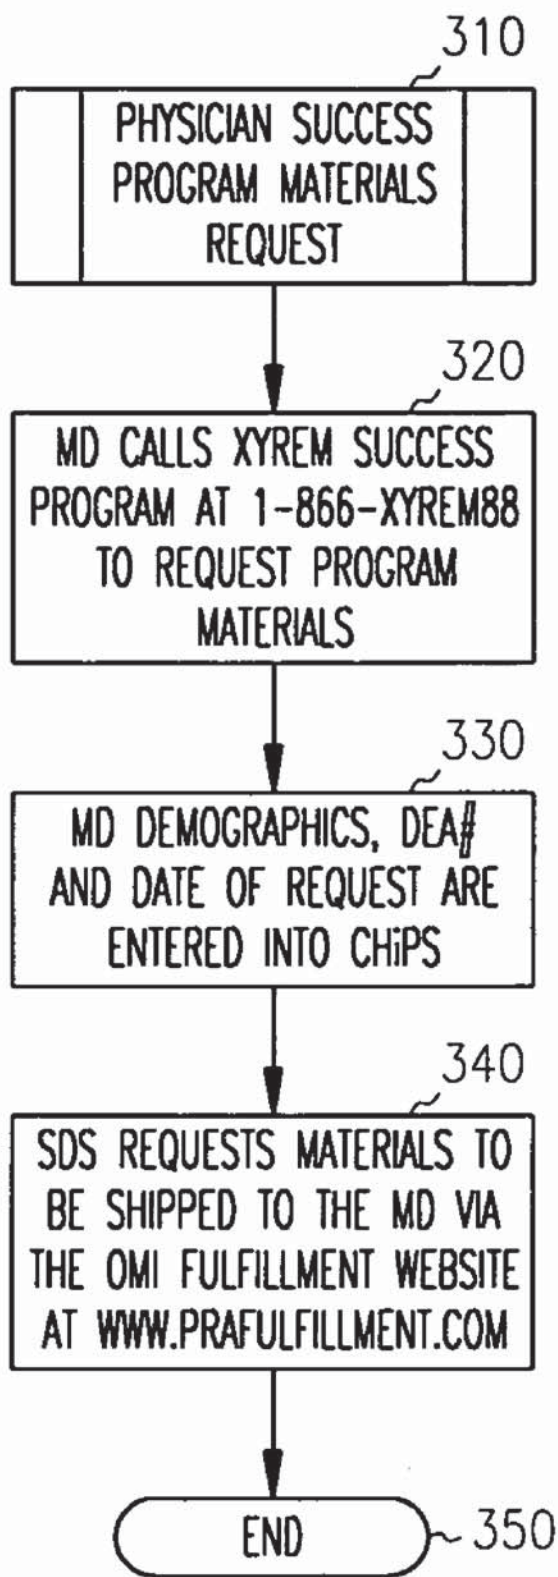 310
PHYSICIAN SUCCESS
PROGRAM MATERIALS
REQUEST
320
MD CALLS XYREM SUCCESS
PROGRAM AT 1-866-XYREM88
TO REQUEST PROGRAM
MATERIALS
330
MD DEMOGRAPHICS, DEA#
AND DATE OF REQUEST ARE
ENTERED INTO CHiPS
340
SDS REQUESTS MATERIALS TO
BE SHIPPED TO THE MD VIA
THE OMI FULFILLMENT WEBSITE
AT WWW.PRAFULFILLMENT.COM
END
350